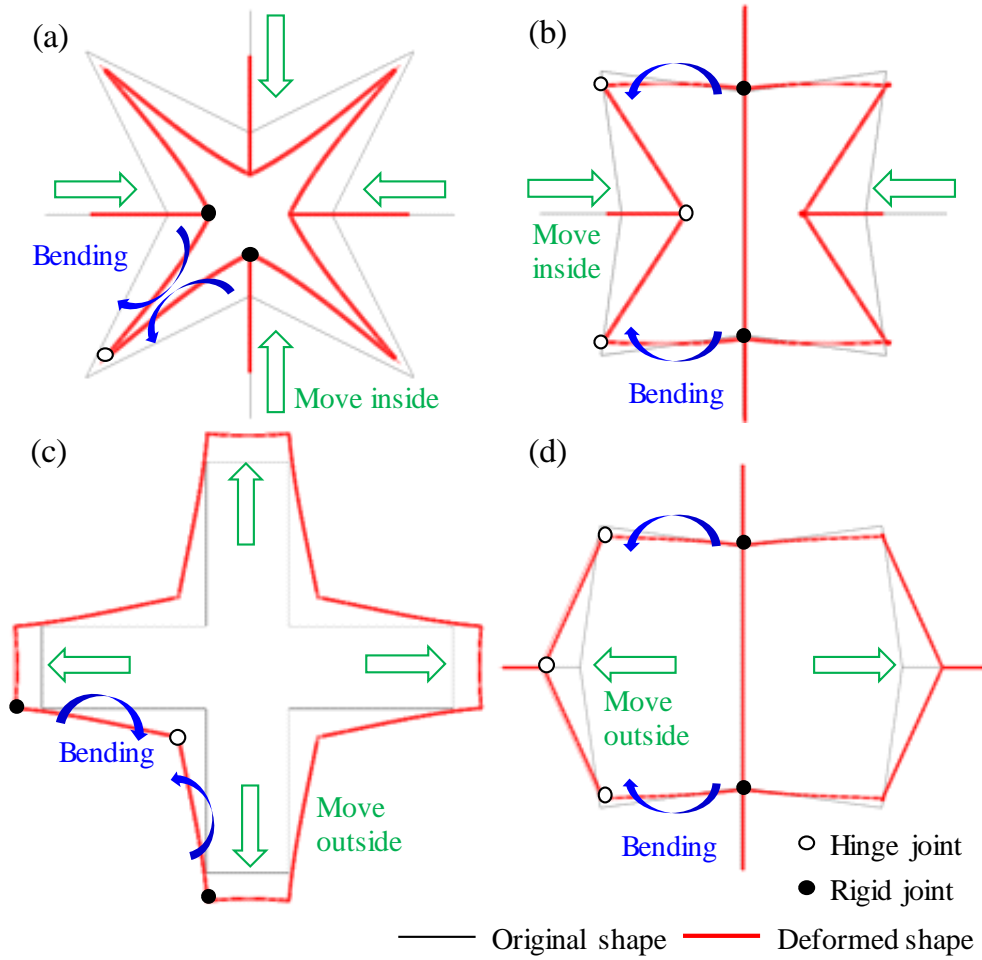 (a)
(b)
Bending
Move inside
Move
inside
Bending
Bending
(c)
(d)
Bending
Move
outside
Move
outside
Bending
Hinge joint
Rigid joint
Original shape
Deformed shape